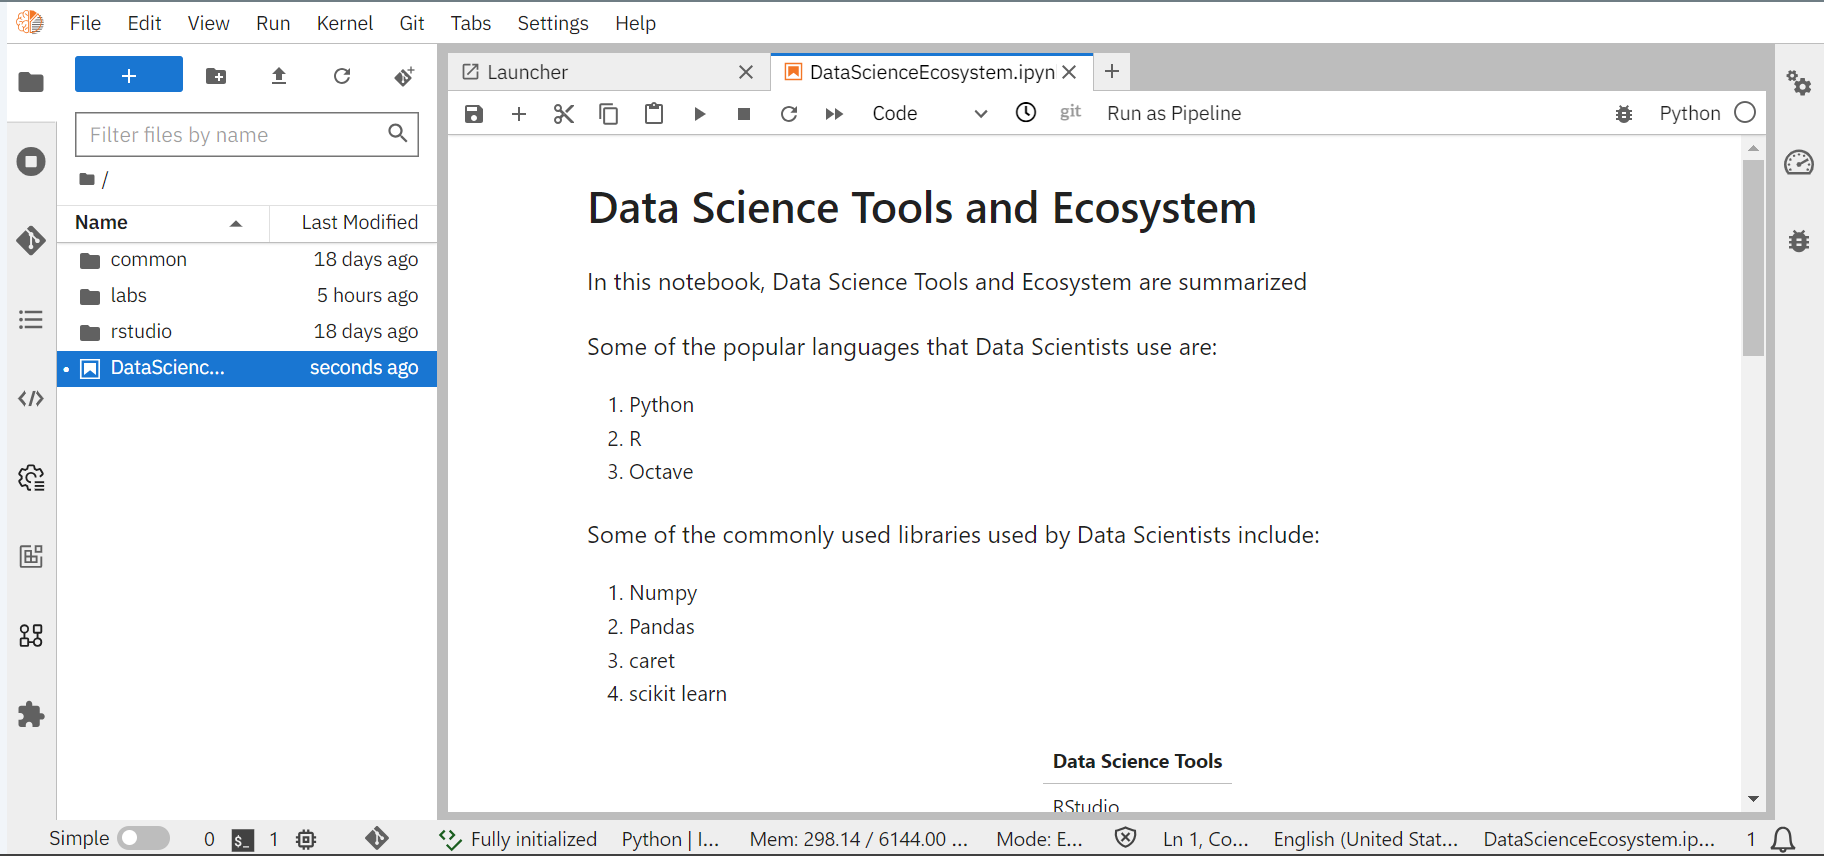 File Edit View Run Kernel Git Tabs Settings Help
+
Filter files by name
/
Name Last Modified
common 18 days ago
labs 5 hours ago
rstudio 18 days ago
DataScienc... seconds ago
Launcher
DataScienceEcosystem.ipyn
Code
git
Run as Pipeline
Python
Data Science Tools and Ecosystem
In this notebook, Data Science Tools and Ecosystem are summarized
Some of the popular languages that Data Scientists use are:
1. Python
2. R
3. Octave
Some of the commonly used libraries used by Data Scientists include:
1. Numpy
2. Pandas
3. caret
4. scikit learn
Data Science Tools
RStudio
Simple 0 $_ 1 Fully initialized Python | I... Mem: 298.14 / 6144.00 ... Mode: E... Ln 1, Co... English (United Stat... DataScienceEcosystem.ip... 1